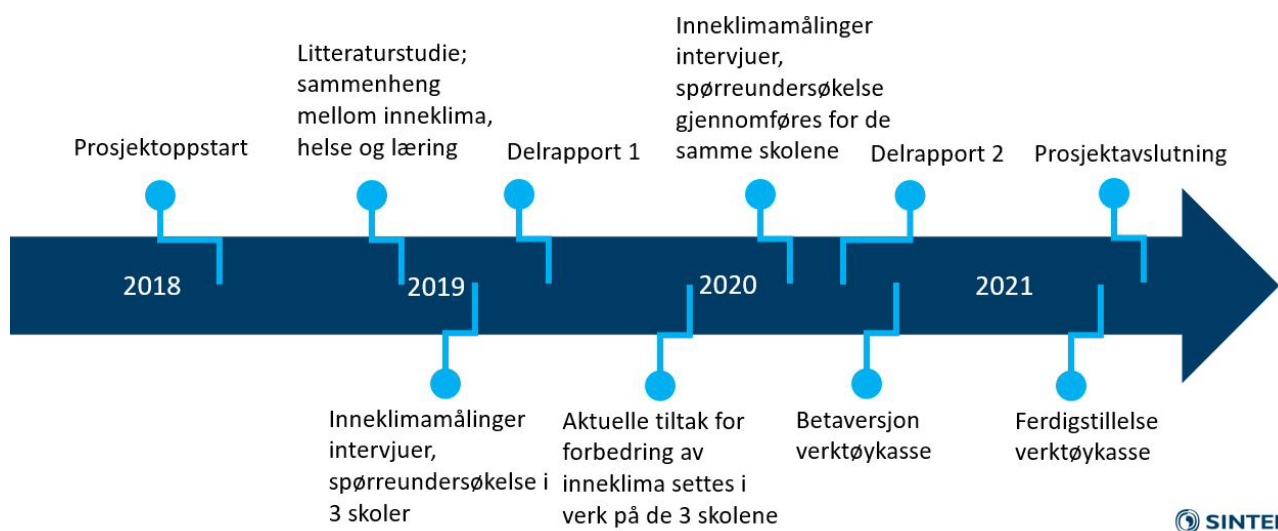 Prosjektoppstart
Litteraturstudie;
sammenheng
mellom inneklima,
helse og læring
Delrapport 1
Inneklimamålinger
intervjuer,
spørreundersøkelse
gjennomføres for de
samme skolene
Delrapport 2
Prosjektavslutning
2018
2019
2020
2021
Inneklimamålinger
intervjuer,
spørreundersøkelse i
3 skoler
Aktuelle tiltak for
forbedring av
inneklima settes i
verk på de 3 skolene
Betaversjon
verktøykasse
Ferdigstillelse
verktøykasse